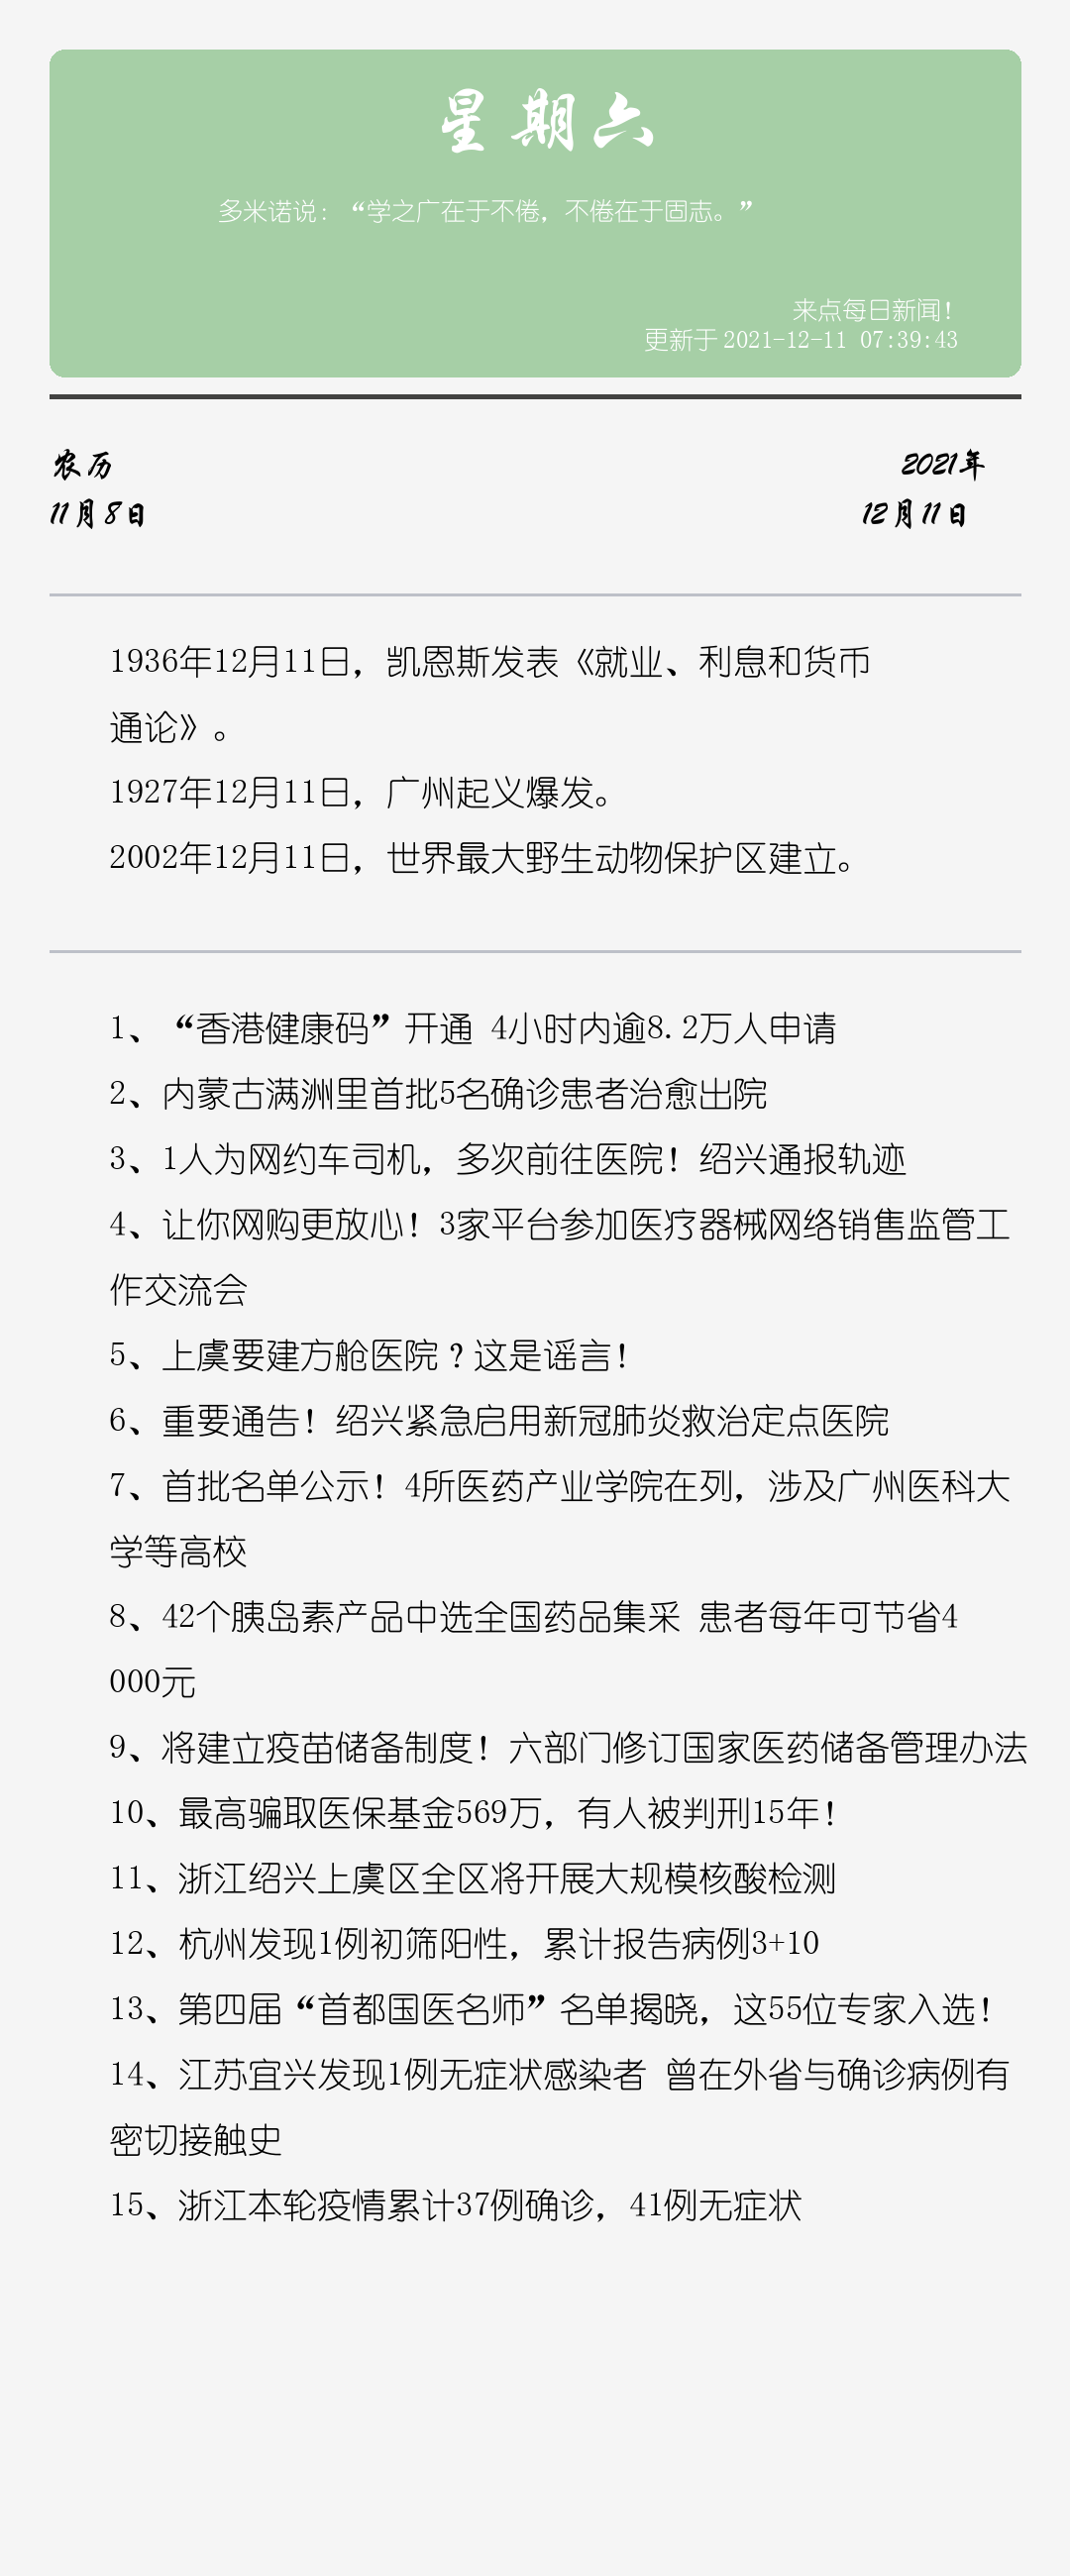 星期六
多米诺说：“学之广在于不倦，不倦在于固志。”
来点每日新闻！
更新于 2021-12-11 07:39:43
农历
2021年
11月8日
12月11日
1936年12月11日，凯恩斯发表《就业、利息和货币
通论》。
1927年12月11日，广州起义爆发。
2002年12月11日，世界最大野生动物保护区建立。
1、“香港健康码”开通 4小时内逾8.2万人申请
2、内蒙古满洲里首批5名确诊患者治愈出院
3、1人为网约车司机，多次前往医院！绍兴通报轨迹
4、让你网购更放心！3家平台参加医疗器械网络销售监管工
作交流会
5、上虞要建方舱医院？这是谣言！
6、重要通告！绍兴紧急启用新冠肺炎救治定点医院
7、首批名单公示！4所医药产业学院在列，涉及广州医科大
学等高校
8、42个胰岛素产品中选全国药品集采 患者每年可节省4
000元
9、将建立疫苗储备制度！六部门修订国家医药储备管理办法
10、最高骗取医保基金569万，有人被判刑15年！
11、浙江绍兴上虞区全区将开展大规模核酸检测
12、杭州发现1例初筛阳性，累计报告病例3+10
13、第四届“首都国医名师”名单揭晓，这55位专家入选！
14、江苏宜兴发现1例无症状感染者 曾在外省与确诊病例有
密切接触史
15、浙江本轮疫情累计37例确诊，41例无症状